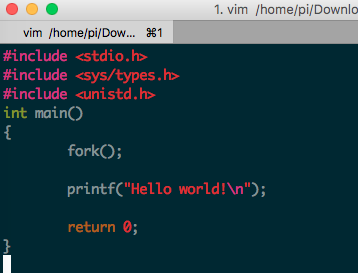 1. vim /home/pi/Downlo
vim /home/pi/Dow... ⌘1
#include <stdio.h>
#include <sys/types.h>
#include <unistd.h>
int main()
{
        fork();
        printf("Hello world!\n");
        return 0;
}